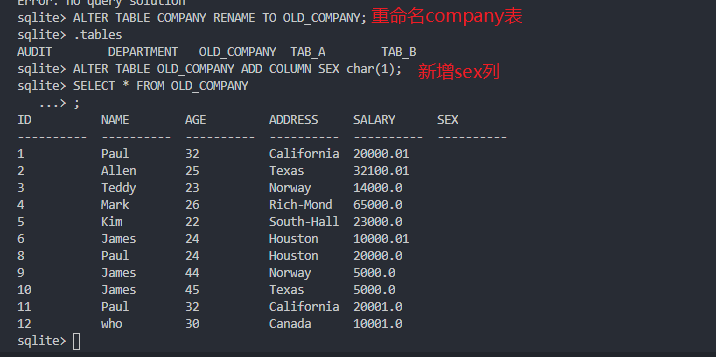 Error: no query solution
sqlite> ALTER TABLE COMPANY RENAME TO OLD_COMPANY; 重命名company表
sqlite> .tables
AUDIT        DEPARTMENT   OLD_COMPANY  TAB_A        TAB_B
sqlite> ALTER TABLE OLD_COMPANY ADD COLUMN SEX char(1); 新增sex列
sqlite> SELECT * FROM OLD_COMPANY
   ...> ;
ID          NAME        AGE         ADDRESS     SALARY      SEX
----------  ----------  ----------  ----------  ----------  ----------
1           Paul        32          California  20000.01
2           Allen       25          Texas       32100.01
3           Teddy       23          Norway      14000.0
4           Mark        26          Rich-Mond   65000.0
5           Kim         22          South-Hall  23000.0
6           James       24          Houston     10000.01
8           Paul        24          Houston     20000.0
9           James       44          Norway      5000.0
10          James       45          Texas       5000.0
11          Paul        32          California  20001.0
12          who         30          Canada      10001.0
sqlite>